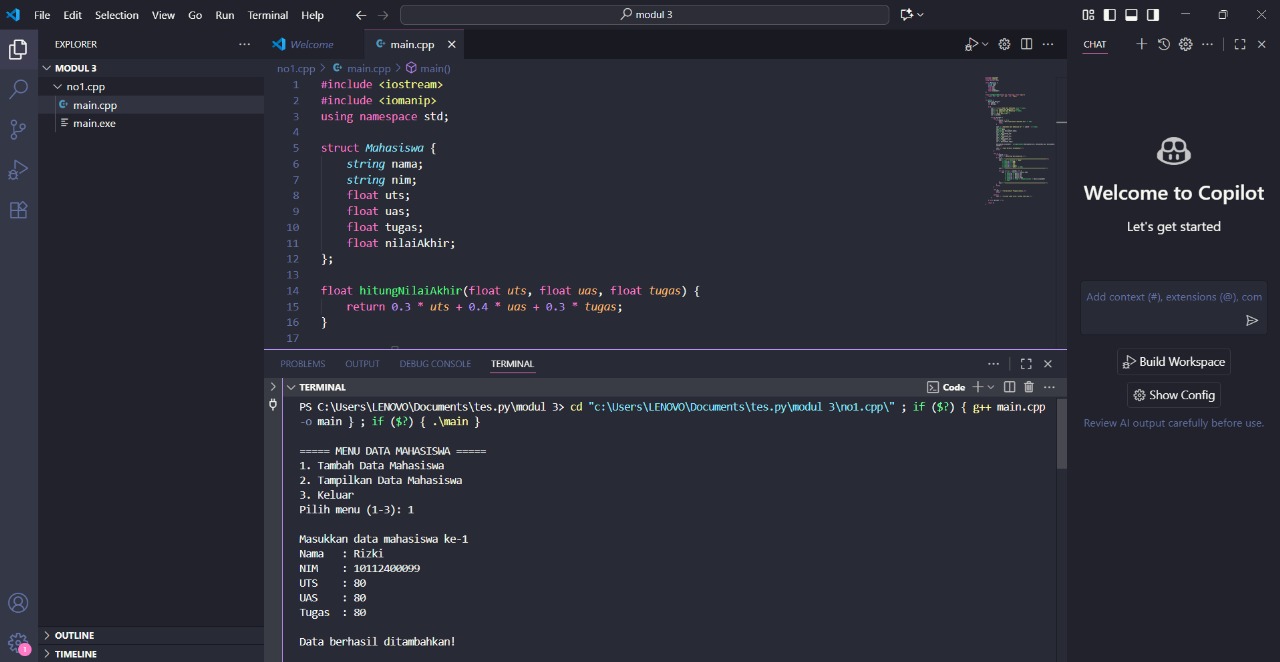 File Edit Selection View Go Run Terminal Help
modul 3
EXPLORER
MODUL 3
no1.cpp
main.cpp
main.exe
OUTLINE
TIMELINE
1
Welcome
main.cpp
no1.cpp > main.cpp > main()
1 #include <iostream>
2 #include <iomanip>
3 using namespace std;
4
5 struct Mahasiswa {
6 string nama;
7 string nim;
8 float uts;
9 float uas;
10 float tugas;
11 float nilaiAkhir;
12 };
13
14 float hitungNilaiAkhir(float uts, float uas, float tugas) {
15 return 0.3 * uts + 0.4 * uas + 0.3 * tugas;
16 }
17
PROBLEMS OUTPUT DEBUG CONSOLE TERMINAL
TERMINAL
Code
PS C:\Users\LENOVO\Documents\tes.py\modul 3> cd "c:\Users\LENOVO\Documents\tes.py\modul 3\no1.cpp\" ; if ($?) { g++ main.cpp
-o main } ; if ($?) { .\main }
===== MENU DATA MAHASISWA =====
1. Tambah Data Mahasiswa
2. Tampilkan Data Mahasiswa
3. Keluar
Pilih menu (1-3): 1
Masukkan data mahasiswa ke-1
Nama : Rizki
NIM : 10112400099
UTS : 80
UAS : 80
Tugas : 80
Data berhasil ditambahkan!
CHAT
Welcome to Copilot
Let's get started
Add context (#), extensions (@), com
Build Workspace
Show Config
Review AI output carefully before use.